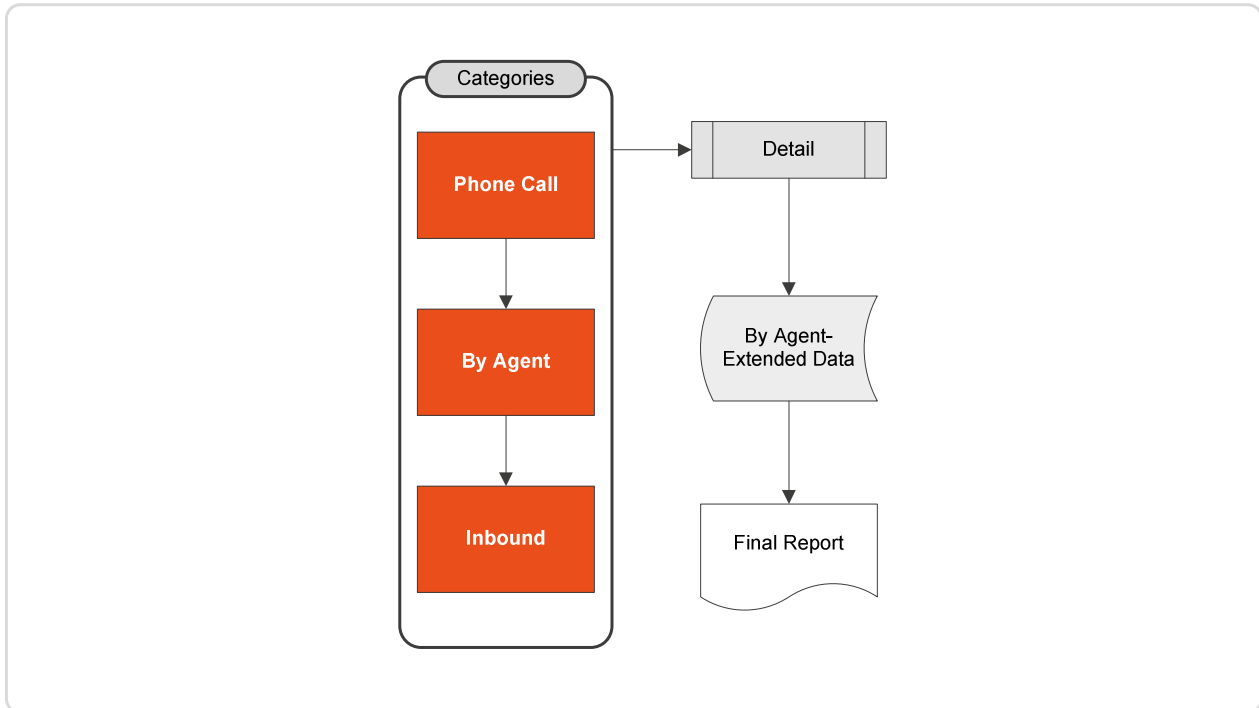 Categories
Phone Call
By Agent
Inbound
Detail
By Agent-
Extended Data
Final Report